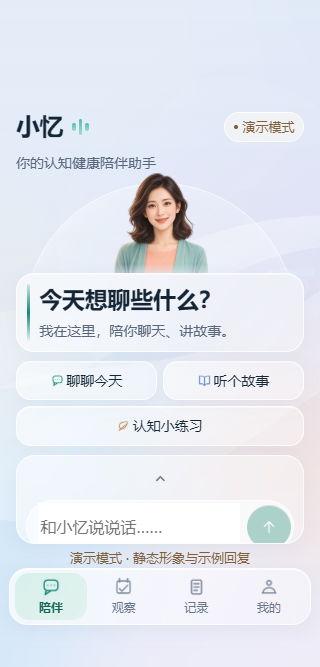 小忆
演示模式
你的认知健康陪伴助手
今天想聊些什么？
我在这里，陪你聊天、讲故事。
聊聊今天
听个故事
认知小练习
和小忆说说话……
演示模式 · 静态形象与示例回复
陪伴
观察
记录
我的